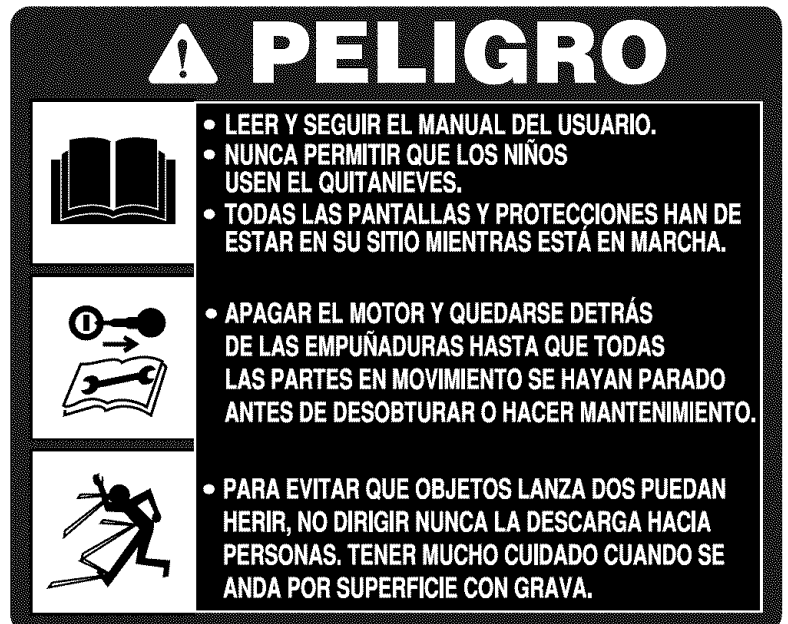 PELIGRO
• LEER Y SEGUIR EL MANUAL DEL USUARIO.
• NUNCA PERMITIR QUE LOS NIÑOS
USEN EL QUITANIEVES.
• TODAS LAS PANTALLAS Y PROTECCIONES HAN DE
ESTAR EN SU SITIO MIENTRAS ESTÁ EN MARCHA.
• APAGAR EL MOTOR Y QUEDARSE DETRÁS
DE LAS EMPUÑADURAS HASTA QUE TODAS
LAS PARTES EN MOVIMIENTO SE HAYAN PARADO
ANTES DE DESOBTURAR O HACER MANTENIMIENTO.
• PARA EVITAR QUE OBJETOS LANZA DOS PUEDAN
HERIR, NO DIRIGIR NUNCA LA DESCARGA HACIA
PERSONAS. TENER MUCHO CUIDADO CUANDO SE
ANDA POR SUPERFICIE CON GRAVA.